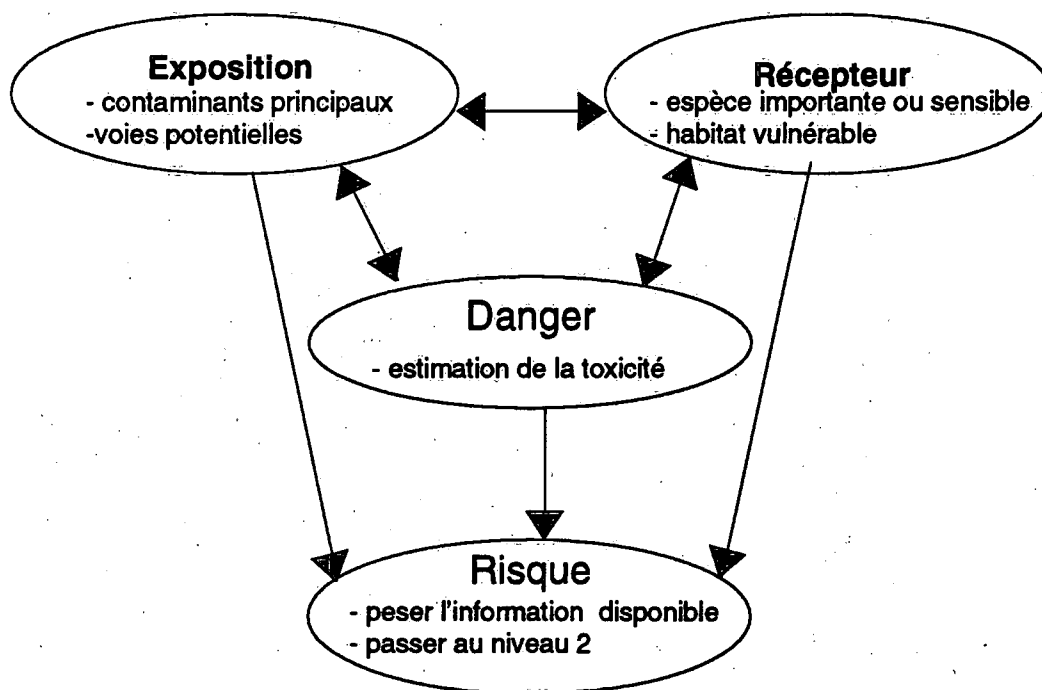 Exposition
- contaminants principaux
-voies potentielles
Récepteur
- espèce importante ou sensible
- habitat vulnérable
Danger
- estimation de la toxicité
Risque
- peser l'information disponible
- passer au niveau 2